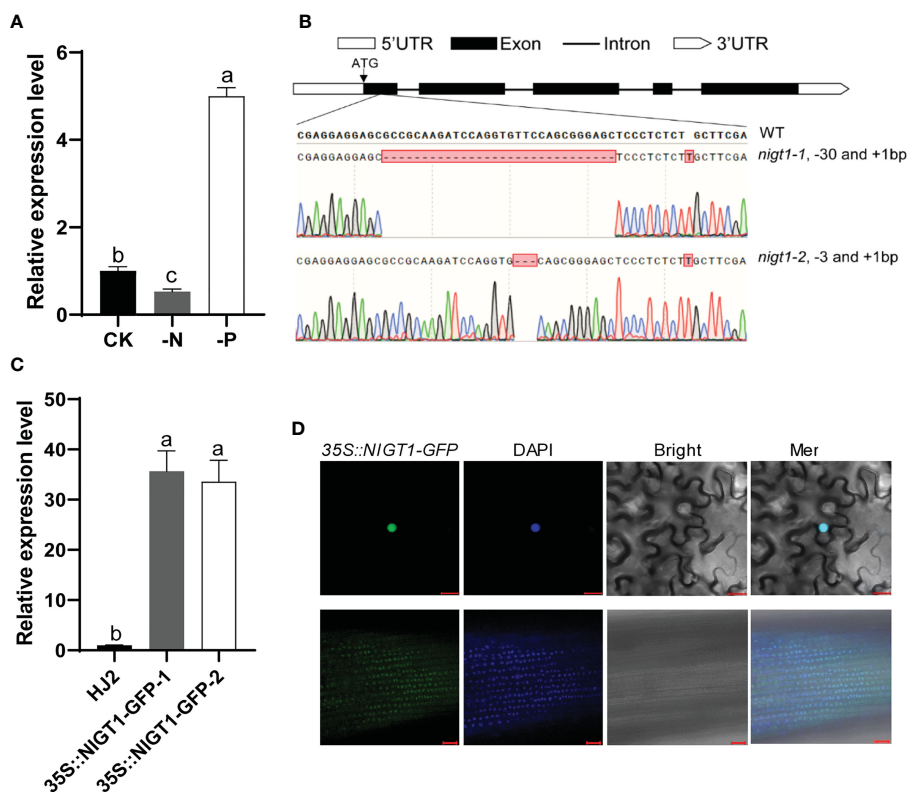 A
Relative expression level
6
4
2
0
b
c
a
CK
-N
-P
B
5'UTR
Exon
Intron
3'UTR
ATG
CGAGGAGGAGCGCCGCAAGATCCAGGTGTTCCAGCGGGAGCTCCCTCTCT GCTTCGA
WT
CGAGGAGGAGC------------------------------TCCCTCTCTTGCTTCGA
nigt1-1, -30 and +1bp
CGAGGAGGAGCGCCGCAAGATCCAGGTG---CAGCGGGAGCTCCCTCTCTTGCTTCGA
nigt1-2, -3 and +1bp
C
Relative expression level
50
40
30
20
10
0
b
a
a
HJ2
35S::NIGT1-GFP-1
35S::NIGT1-GFP-2
D
35S::NIGT1-GFP
DAPI
Bright
Mer